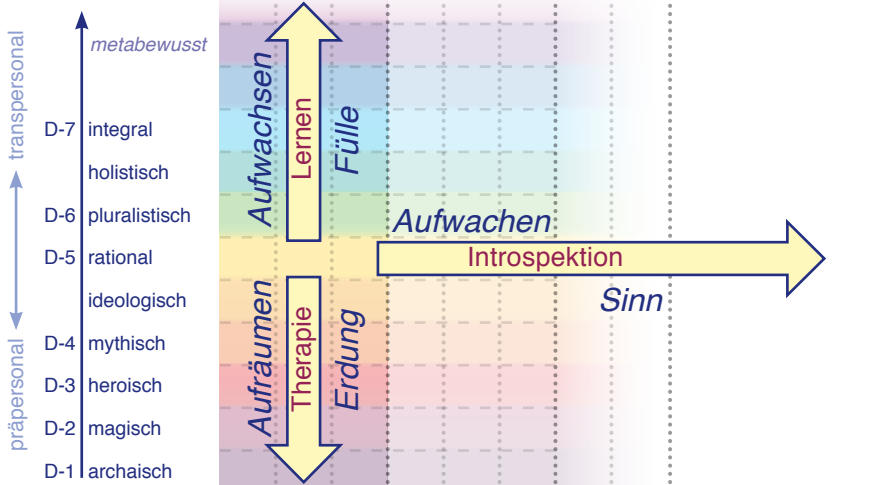 transpersonal
präpersonal
metabewusst
D-7 integral
holistisch
D-6 pluralistisch
D-5 rational
ideologisch
D-4 mythisch
D-3 heroisch
D-2 magisch
D-1 archaisch
Aufwachsen
Lernen
Fülle
Aufwachen
Introspektion
Sinn
Aufräumen
Therapie
Erdung